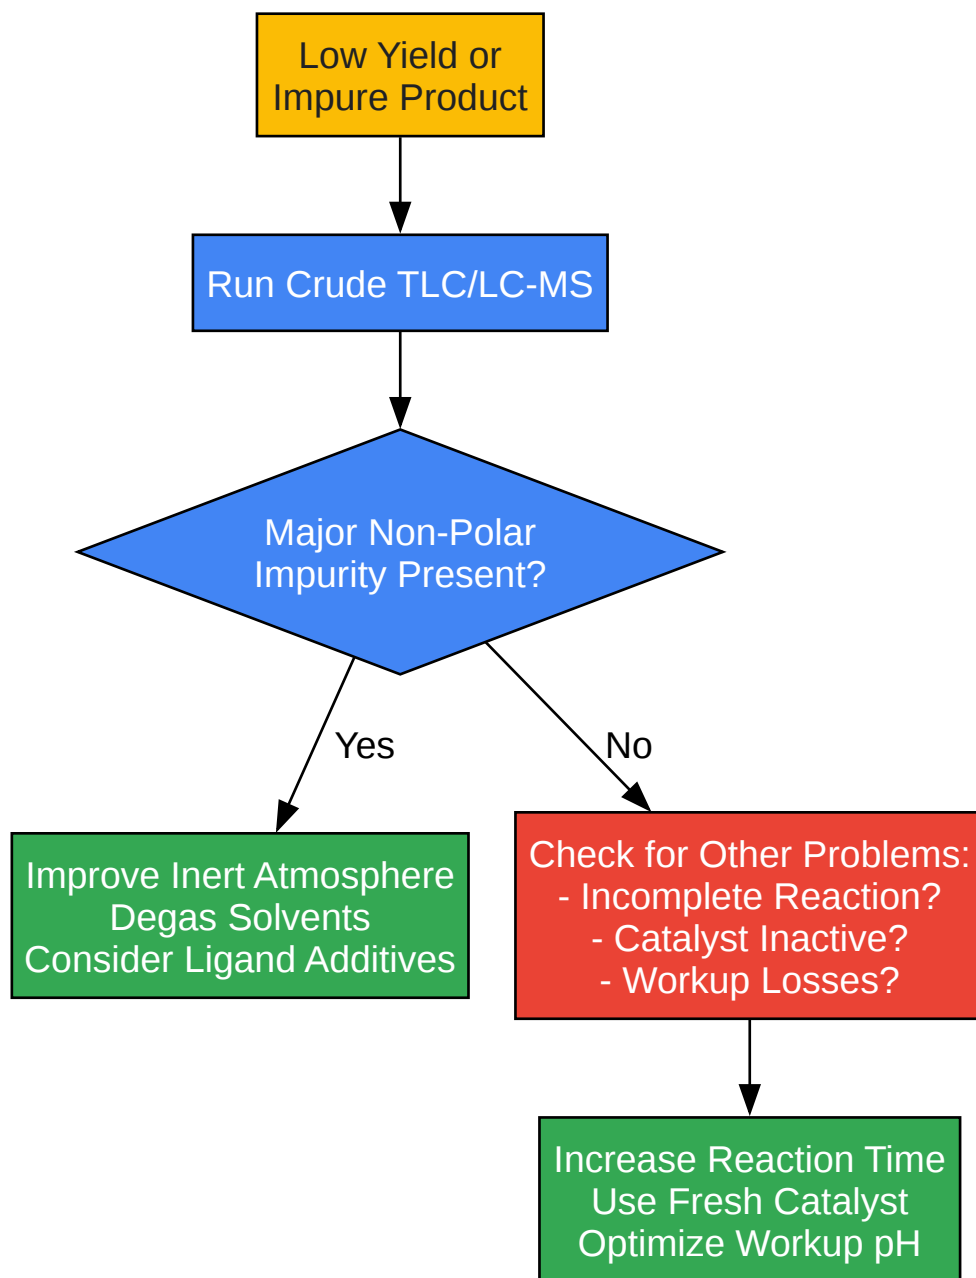 Low Yield or
Impure Product
Run Crude TLC/LC-MS
Major Non-Polar
Impurity Present?
Yes
No
Improve Inert Atmosphere
Degas Solvents
Consider Ligand Additives
Check for Other Problems:
- Incomplete Reaction?
- Catalyst Inactive?
- Workup Losses?
Increase Reaction Time
Use Fresh Catalyst
Optimize Workup pH